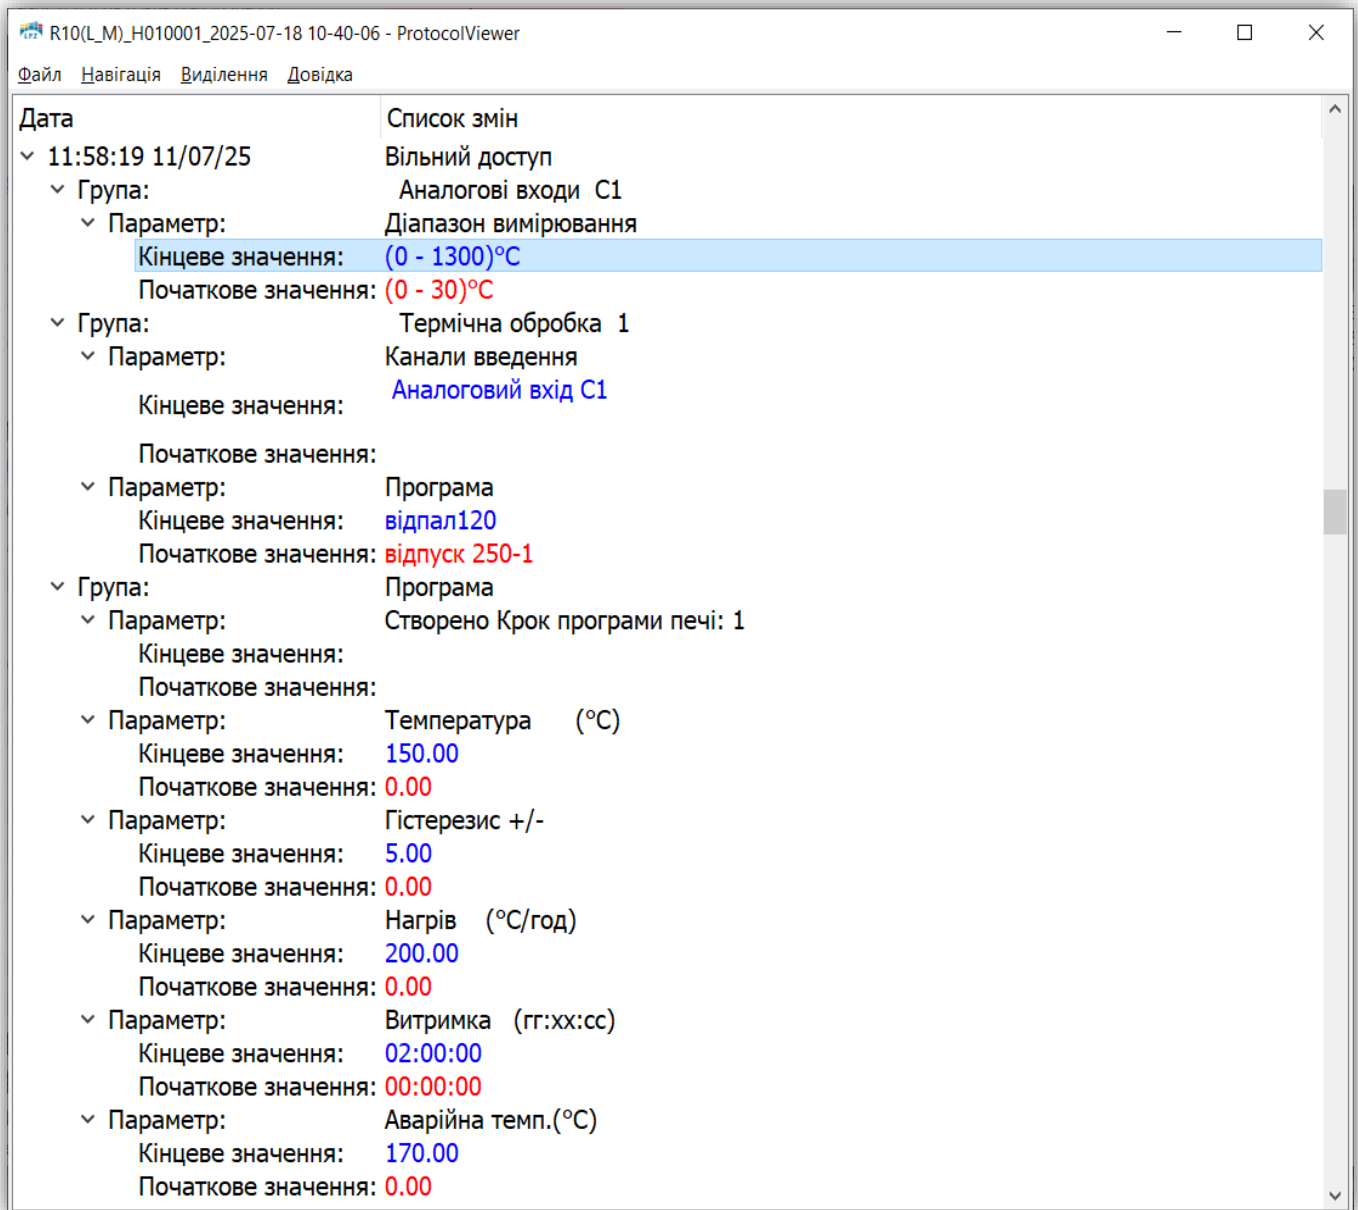 R10(L_M)_H010001_2025-07-18 10-40-06 - ProtocolViewer
Файл Навігація Виділення Довідка
Дата Список змін
11:58:19 11/07/25 Вільний доступ
Група: Аналогові входи C1
Параметр: Діапазон вимірювання
Кінцеве значення: (0 - 1300)°C
Початкове значення: (0 - 30)°C
Група: Термічна обробка 1
Параметр: Канали введення
Кінцеве значення: Аналоговий вхід C1
Початкове значення:
Параметр: Програма
Кінцеве значення: відпал120
Початкове значення: відпуск 250-1
Група: Програма
Параметр: Створено Крок програми печі: 1
Кінцеве значення:
Початкове значення:
Параметр: Температура (°C)
Кінцеве значення: 150.00
Початкове значення: 0.00
Параметр: Гістерезис +/-
Кінцеве значення: 5.00
Початкове значення: 0.00
Параметр: Нагрів (°C/год)
Кінцеве значення: 200.00
Початкове значення: 0.00
Параметр: Витримка (гг:хх:сс)
Кінцеве значення: 02:00:00
Початкове значення: 00:00:00
Параметр: Аварійна темп.(°C)
Кінцеве значення: 170.00
Початкове значення: 0.00